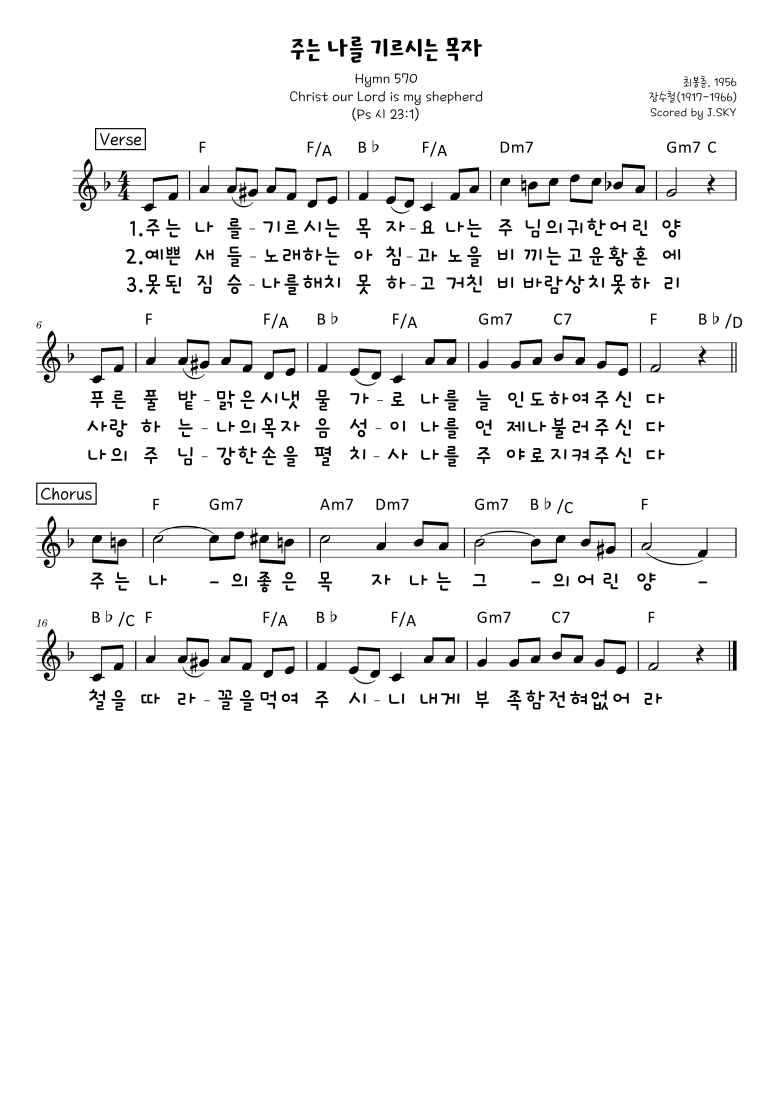 주는 나를 기르시는 목자
Hymn 570
Christ our Lord is my shepherd
(Ps 시 23:1)
최봉춘, 1956
장수철(1917-1966)
Scored by J.SKY
Verse
F F/A B♭ F/A Dm7 Gm7 C
1.주는 나 를-기르시는 목 자-요 나는 주 님의귀한어린 양
2.예쁜 새 들-노래하는 아 침-과 노을 비 끼는고운황혼 에
3.못된 짐 승-나를해치 못 하-고 거친 비 바람상치못하 리
6
F F/A B♭ F/A Gm7 C7 F B♭/D
푸른 풀 밭-맑은시냇 물 가-로 나를 늘 인도하여주신 다
사랑 하 는-나의목자 음 성-이 나를 언 제나불러주신 다
나의 주 님-강한손을 펼 치-사 나를 주 야로지켜주신 다
Chorus
F Gm7 Am7 Dm7 Gm7 B♭/C F
주는 나 -의좋은 목 자 나는 그 -의어린 양 -
16
B♭/C F F/A B♭ F/A Gm7 C7 F
철을 따 라-꼴을먹여 주 시-니 내게 부 족함전혀없어 라